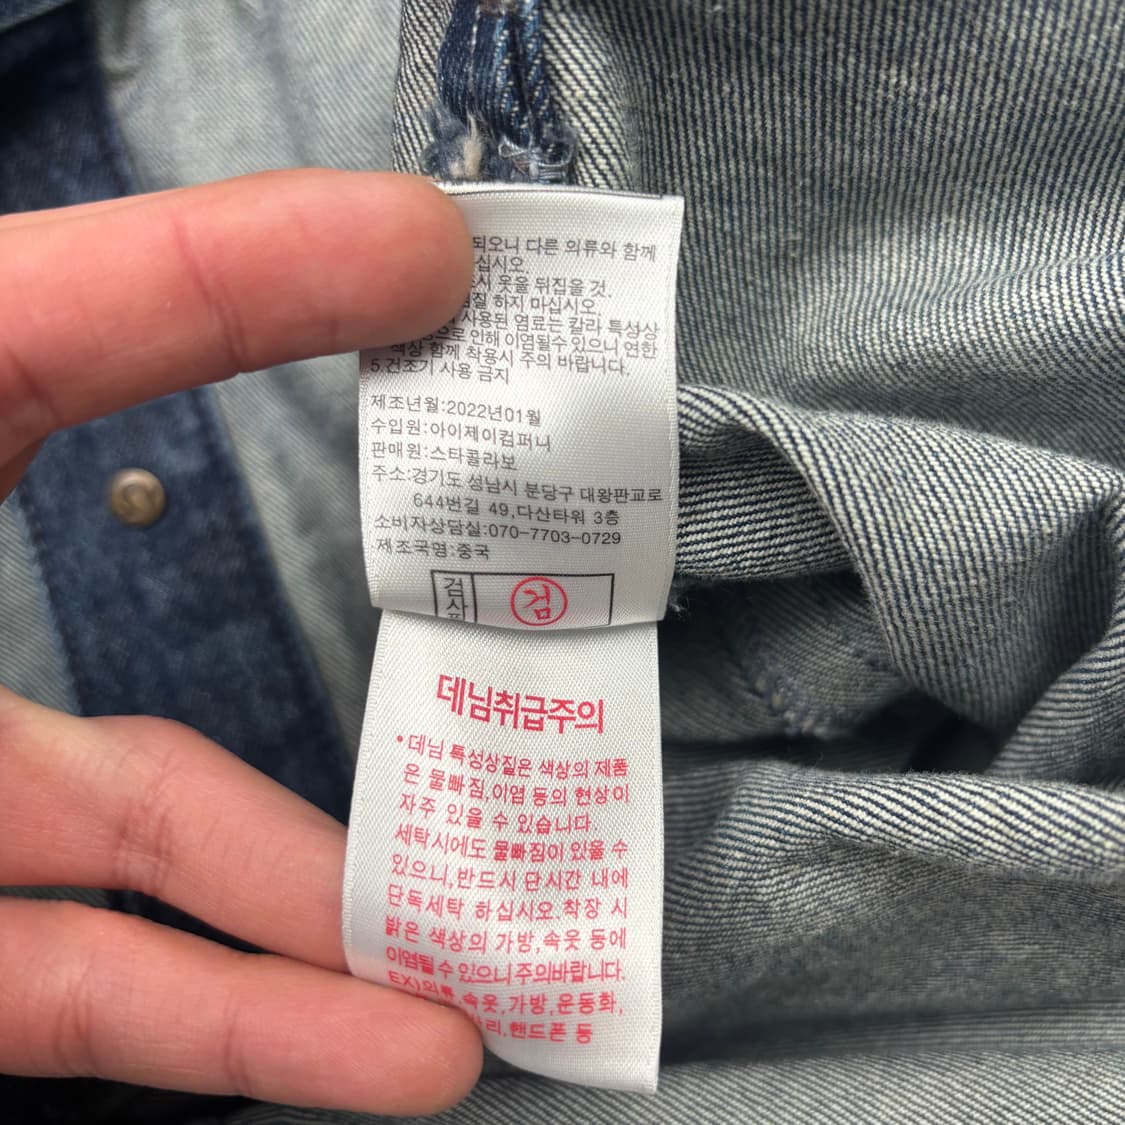 되오니 다른 의류와 함께
십시오.
시 옷을 뒤집을 것.
질 하지 마십시오.
사용된 염료는 칼라 특성상
으로 인해 이염될수 있으니 연한
색상 함께 착용시 주의 바랍니다.
5.건조기 사용 금지
제조년월:2022년01월
수입원:아이제이컴퍼니
판매원:스타콜라보
주소:경기도 성남시 분당구 대왕판교로
644번길 49,다산타워 3층
소비자상담실:070-7703-0729
제조국명:중국
검사필 검
데님취급주의
•데님 특성상짙은 색상의 제품
은 물빠짐,이염 등의 현상이
자주 있을 수 있습니다
세탁시에도 물빠짐이 있을 수
있으니,반드시 단시간 내에
단독세탁 하십시오.착장 시
밝은 색상의 가방,속옷 등에
이염될 수 있으니 주의바랍니다.
EX)의류,속옷,가방,운동화,
리,핸드폰 등